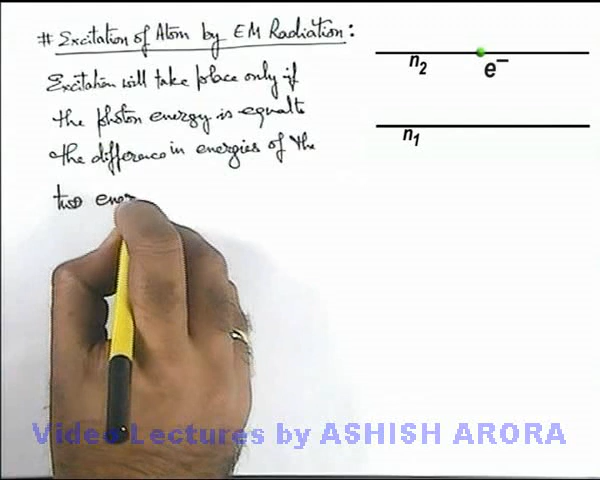 # Excitation of Atom by EM Radiation:
Excitation will take place only if
the photon energy is equal to
the difference in energies of the
two ener
n2
e−
n1
Video Lectures by ASHISH ARORA